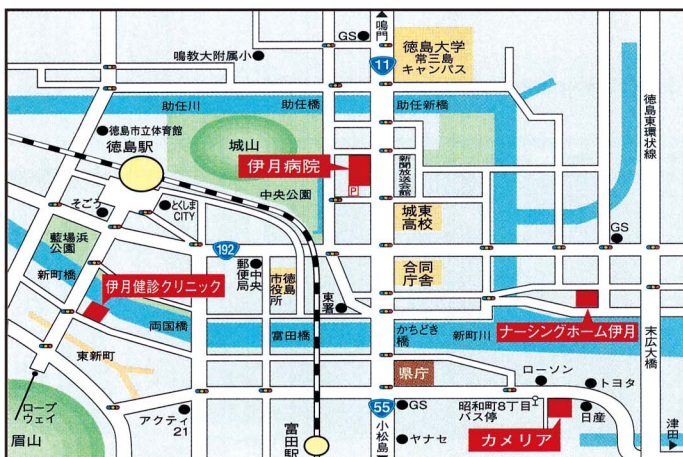 鳴門
GS
鳴教大附属小
11
徳島大学
常三島
キャンパス
助任川
助任橋
助任新橋
徳島東環状線
徳島市立体育館
徳島駅
城山
伊月病院
P
新聞放送会館
中央公園
そごう
とくしま
CITY
城東
高校
藍場浜
公園
192
GS
新町橋
伊月健診クリニック
中央
郵便局
徳島
市役所
合同
庁舎
東署
ナーシングホーム伊月
両国橋
富田橋
かちどき
橋
新町川
末広大橋
東新町
県庁
ローソン
トヨタ
ロープ
ウェイ
アクティ
21
55
GS
昭和町8丁目
バス停
日産
眉山
富田駅
小松島
ヤナセ
カメリア
津田